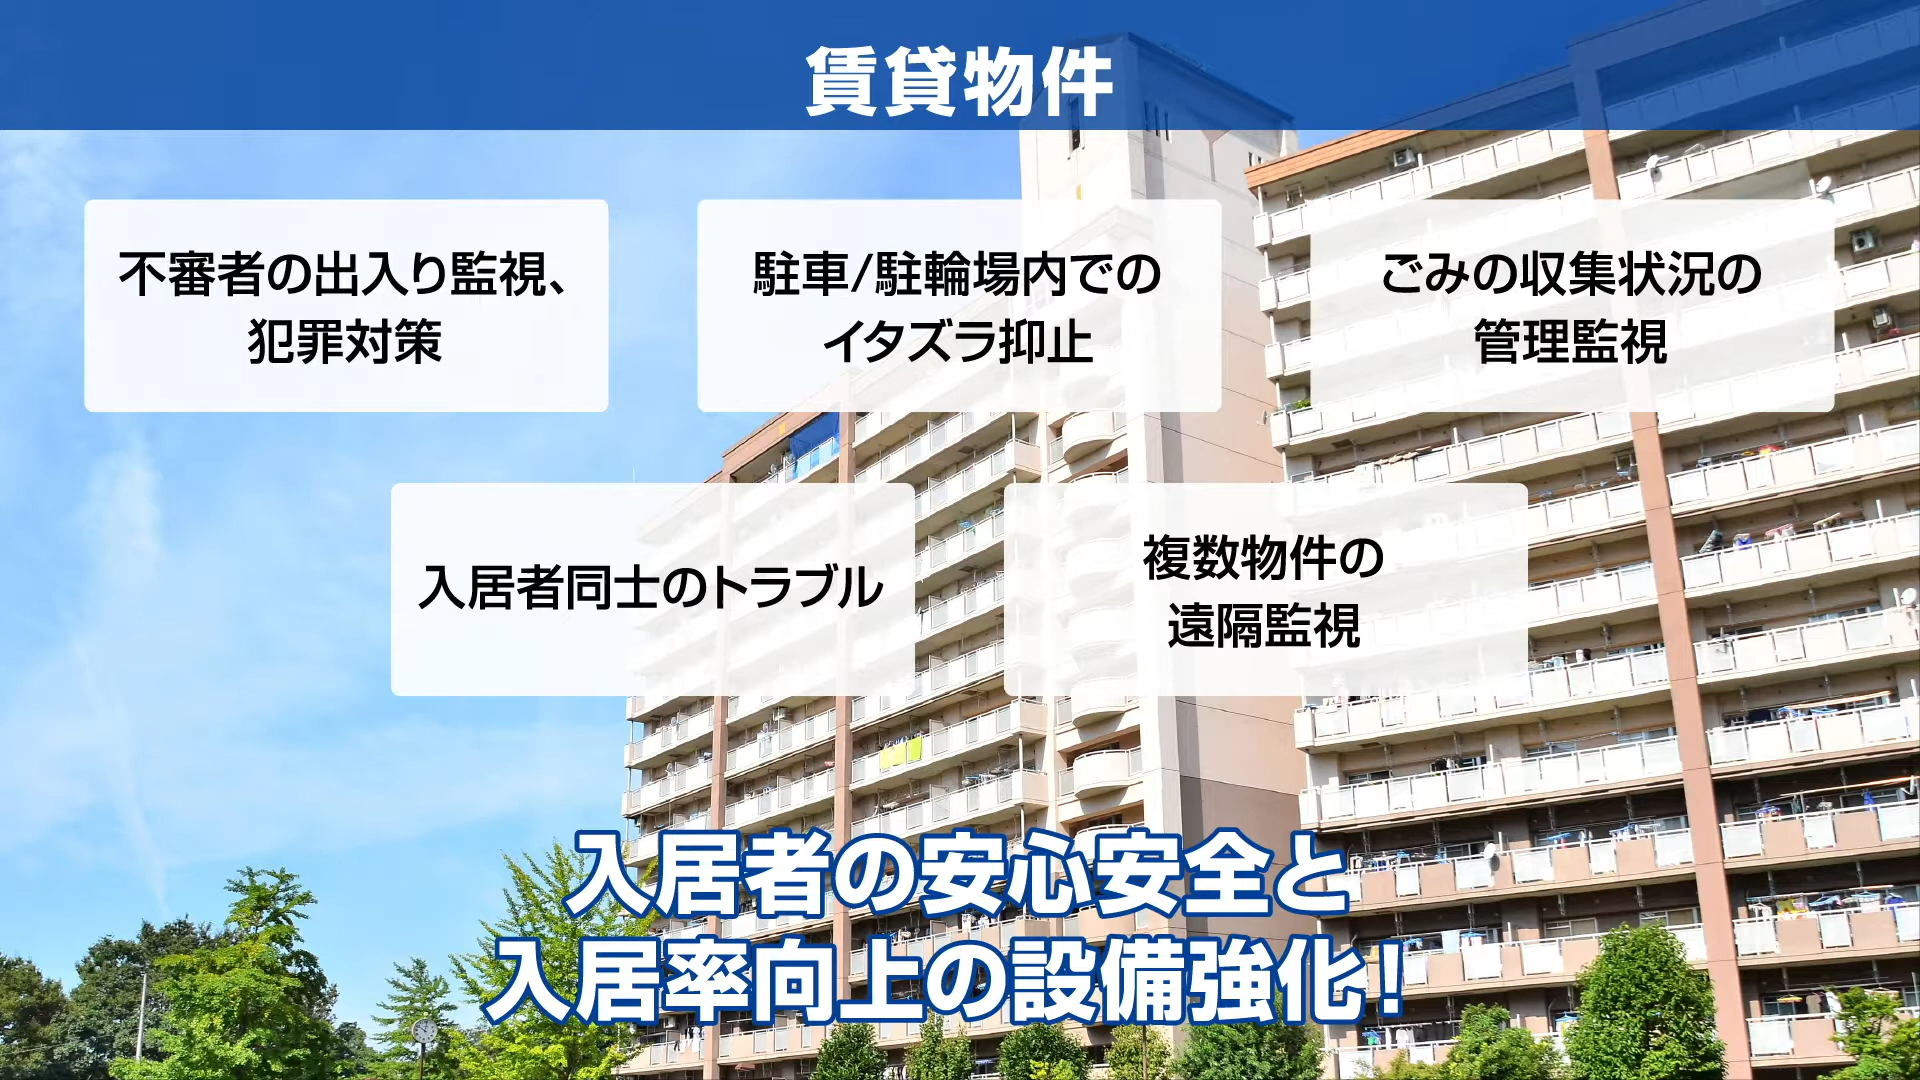 賃貸物件
不審者の出入り監視、
犯罪対策
駐車/駐輪場内での
イタズラ抑止
ごみの収集状況の
管理監視
入居者同士のトラブル
複数物件の
遠隔監視
入居者の安心安全と
入居率向上の設備強化!